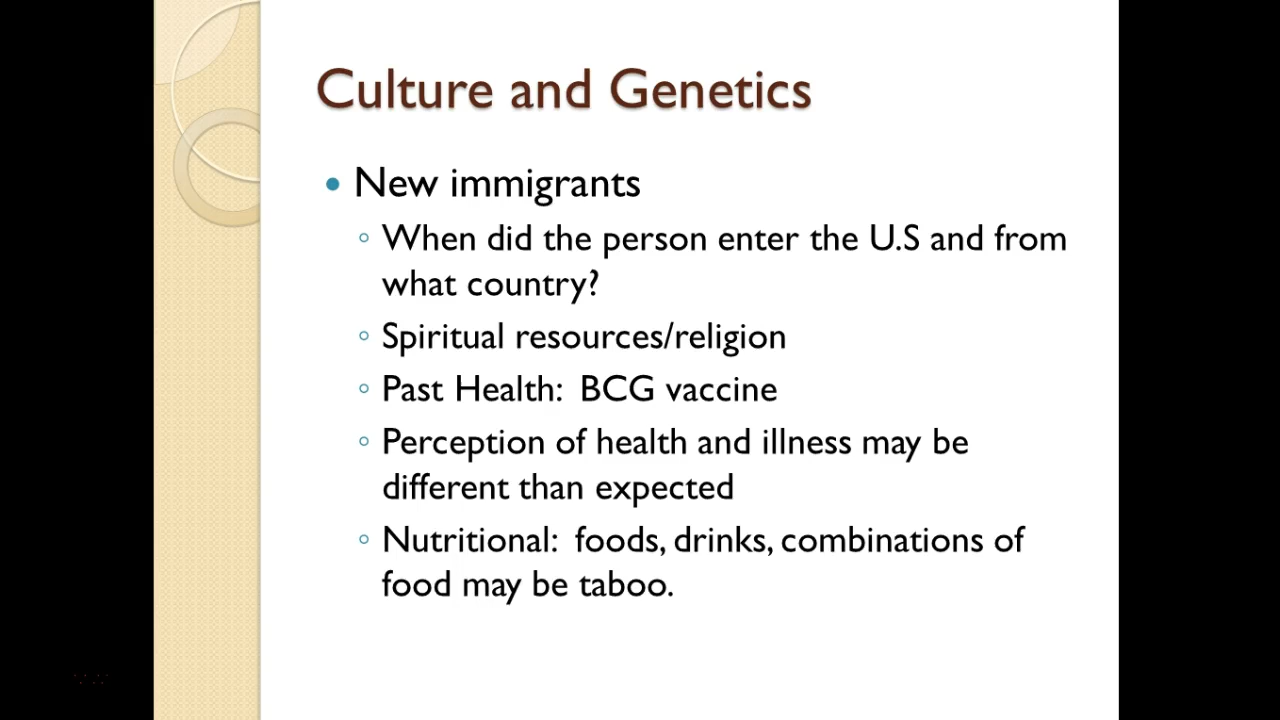 Culture and Genetics
• New immigrants
◦ When did the person enter the U.S and from
what country?
◦ Spiritual resources/religion
◦ Past Health:  BCG vaccine
◦ Perception of health and illness may be
different than expected
◦ Nutritional:  foods, drinks, combinations of
food may be taboo.